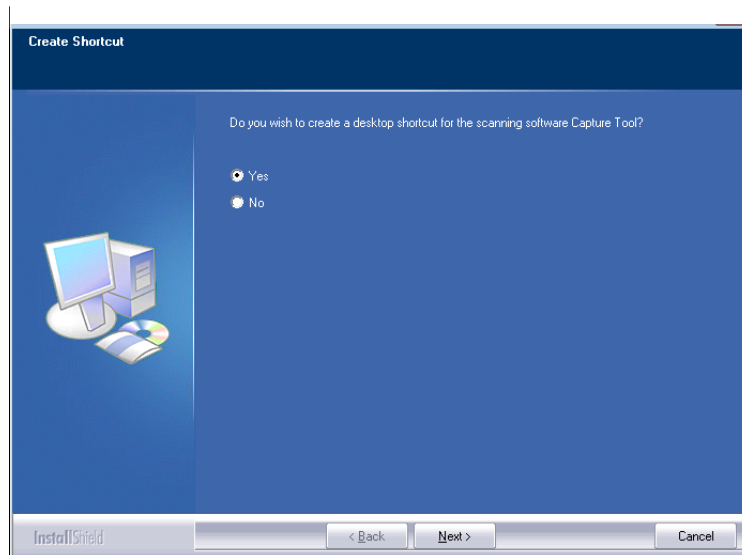 Create Shortcut
Do you wish to create a desktop shortcut for the scanning software Capture Tool?
Yes
No
InstallShield
< Back Next > Cancel